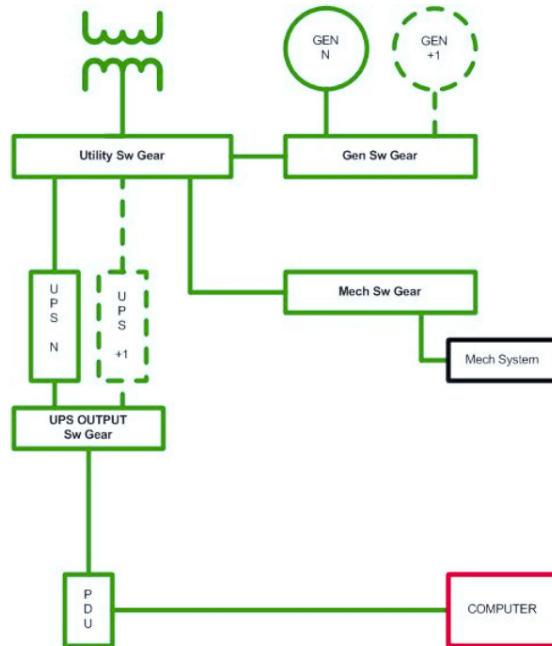 GEN
N
GEN
+1
Utility Sw Gear
Gen Sw Gear
U
P
S
N
U
P
S
+1
Mech Sw Gear
Mech System
UPS OUTPUT
Sw Gear
P
D
U
COMPUTER